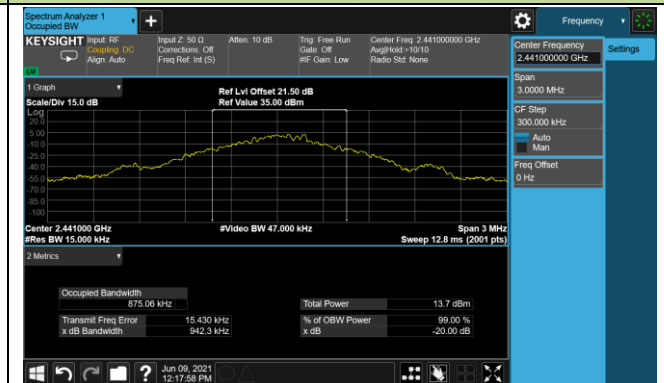 Spectrum Analyzer 1
Occupied BW
Frequency
KEYSIGHT
Input: RF
Coupling: DC
Align: Auto
Input Z: 50 Ω
Corrections: Off
Freq Ref: Int (S)
Atten: 10 dB
Trig: Free Run
Gate: Off
#IF Gain: Low
Center Freq: 2.441000000 GHz
Avg|Hold:>10/10
Radio Std: None
LW
Center Frequency
2.441000000 GHz
Settings
Span
3.0000 MHz
CF Step
300.000 kHz
Auto
Man
Freq Offset
0 Hz
1 Graph
Scale/Div 15.0 dB
Ref Lvl Offset 21.50 dB
Ref Value 35.00 dBm
Log
20.0
5.00
-10.0
-25.0
-40.0
-55.0
-70.0
-85.0
-100
Center 2.441000 GHz
#Video BW 47.000 kHz
Span 3 MHz
#Res BW 15.000 kHz
Sweep 12.8 ms (2001 pts)
2 Metrics
Occupied Bandwidth
875.06 kHz
Total Power 13.7 dBm
Transmit Freq Error 15.430 kHz
% of OBW Power 99.00 %
x dB Bandwidth 942.3 kHz
x dB -20.00 dB
Jun 09, 2021
12:17:58 PM